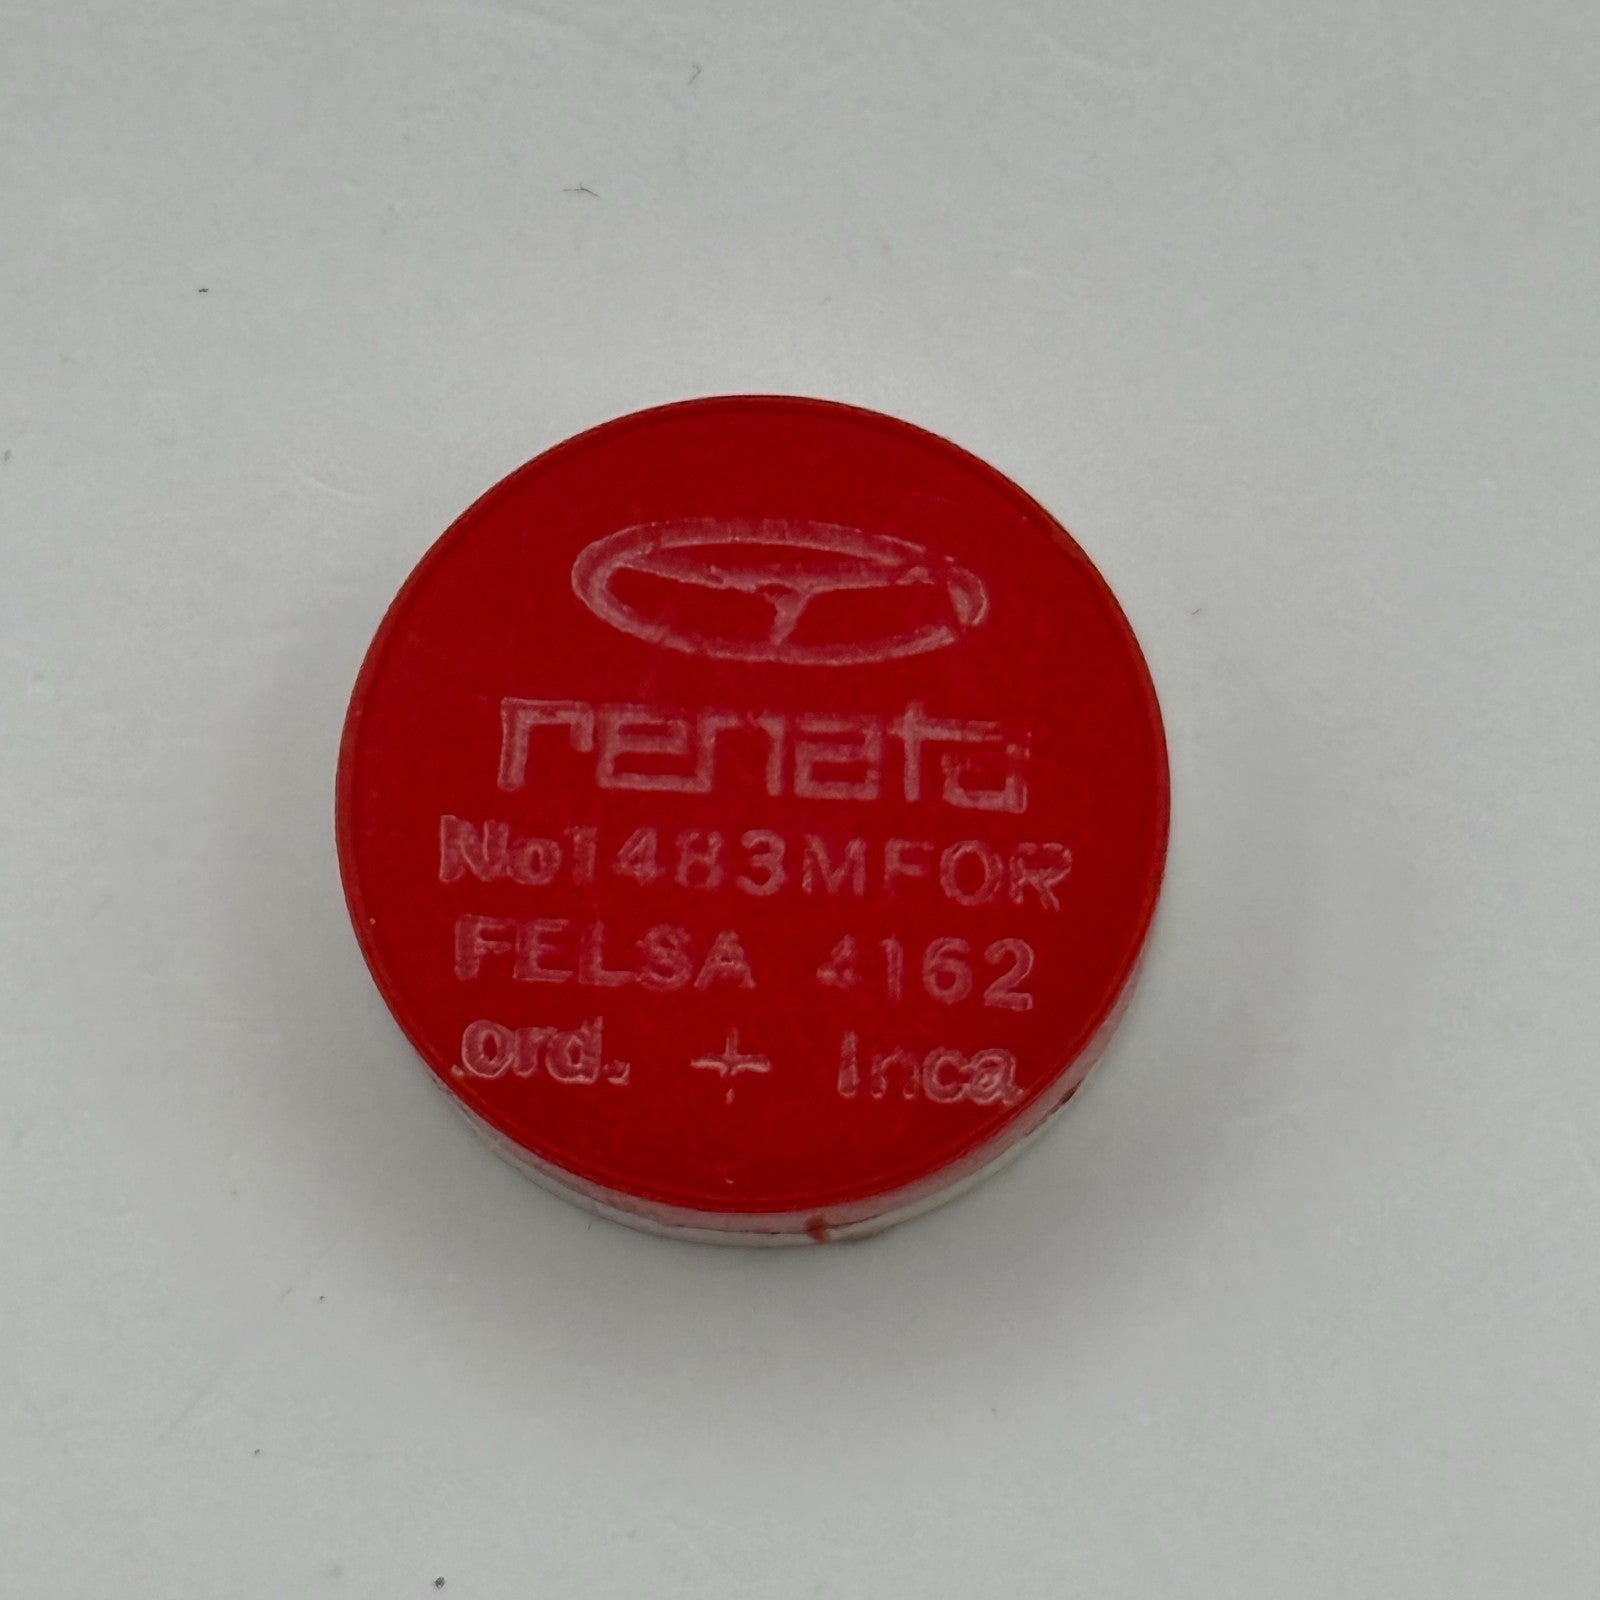 renata
No1483MFOR
FELSA 4162
ord. + Inca